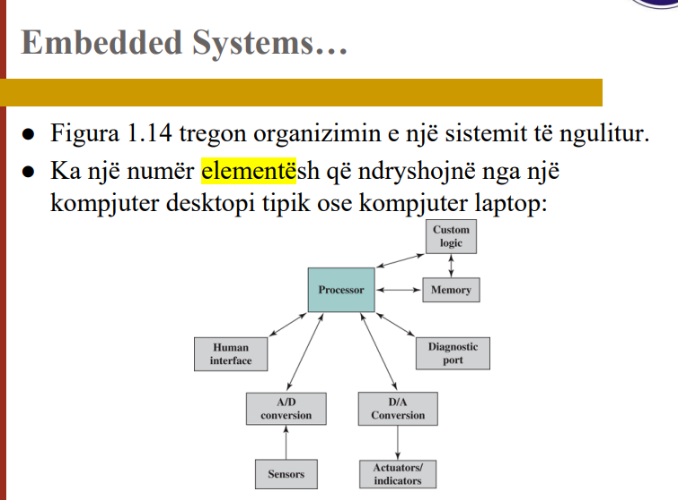 Embedded Systems…
● Figura 1.14 tregon organizimin e një sistemit të ngulitur.
● Ka një numër elementësh që ndryshojnë nga një
kompjuter desktopi tipik ose kompjuter laptop:
Custom
logic
Processor
Memory
Human
interface
Diagnostic
port
A/D
conversion
D/A
Conversion
Sensors
Actuators/
indicators